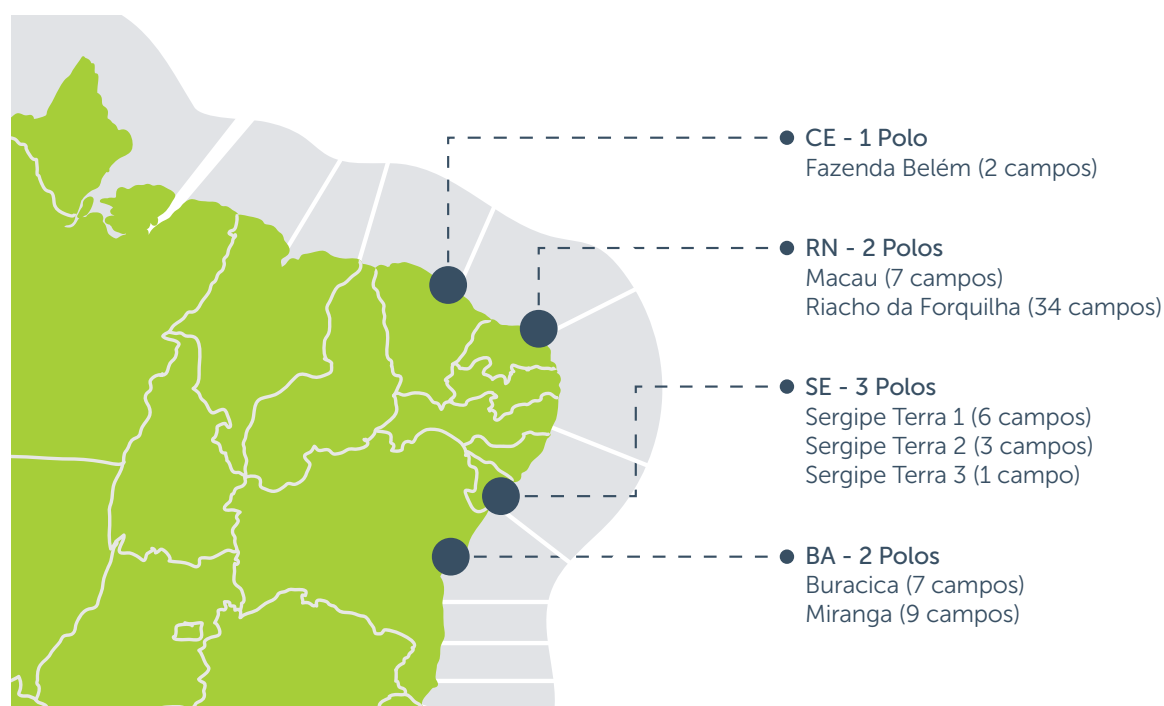 CE - 1 Polo
Fazenda Belém (2 campos)
RN - 2 Polos
Macau (7 campos)
Riacho da Forquilha (34 campos)
SE - 3 Polos
Sergipe Terra 1 (6 campos)
Sergipe Terra 2 (3 campos)
Sergipe Terra 3 (1 campo)
BA - 2 Polos
Buracica (7 campos)
Miranga (9 campos)